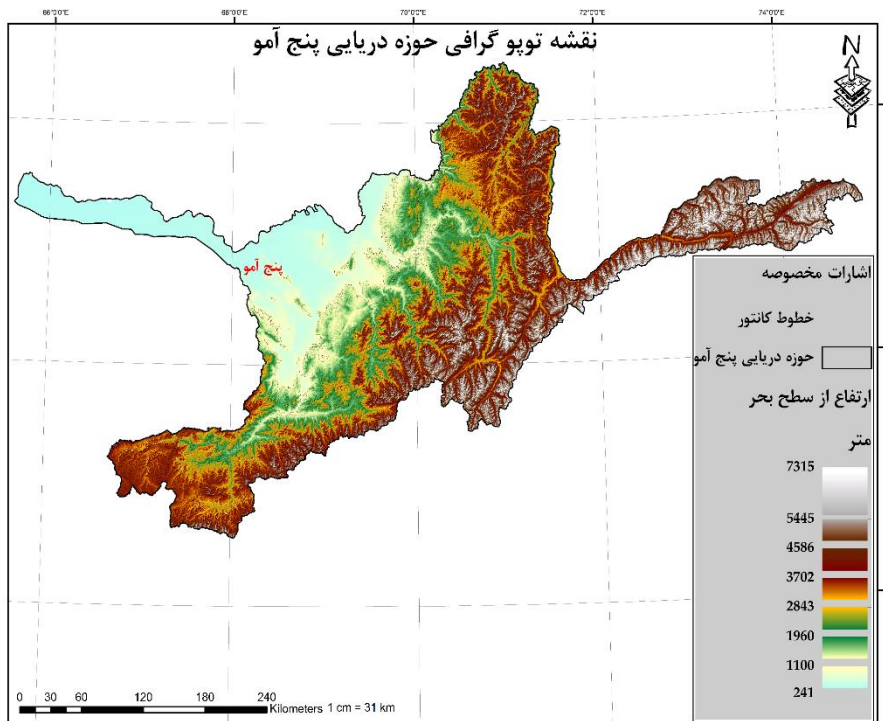 66°0'0"E 68°0'0"E 70°0'0"E 72°0'0"E 74°0'0"E
نقشه توپو گرافی حوزه دریایی پنج آمو
N
پنج آمو
اشارات مخصوصه
خطوط کانتور
حوزه دریایی پنج آمو
ارتفاع از سطح بحر
متر
7315
5445
4586
3702
2843
1960
1100
241
0 30 60 120 180 240
Kilometers 1 cm = 31 km